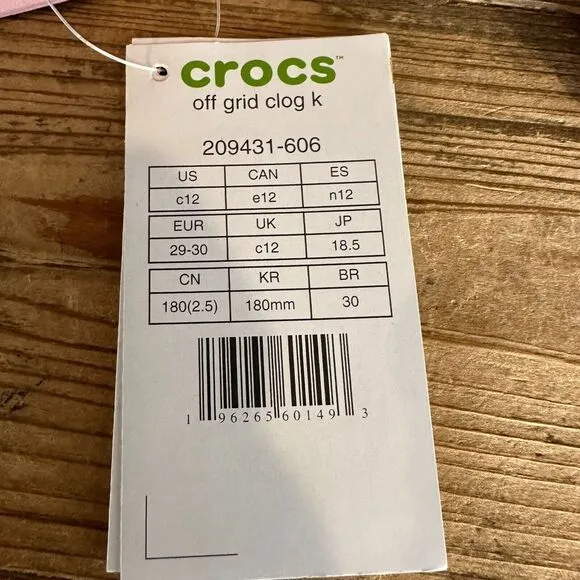 crocs™
off grid clog k
209431-606
US CAN ES
c12 e12 n12
EUR UK JP
29-30 c12 18.5
CN KR BR
180(2.5) 180mm 30
1 96265 60149 3